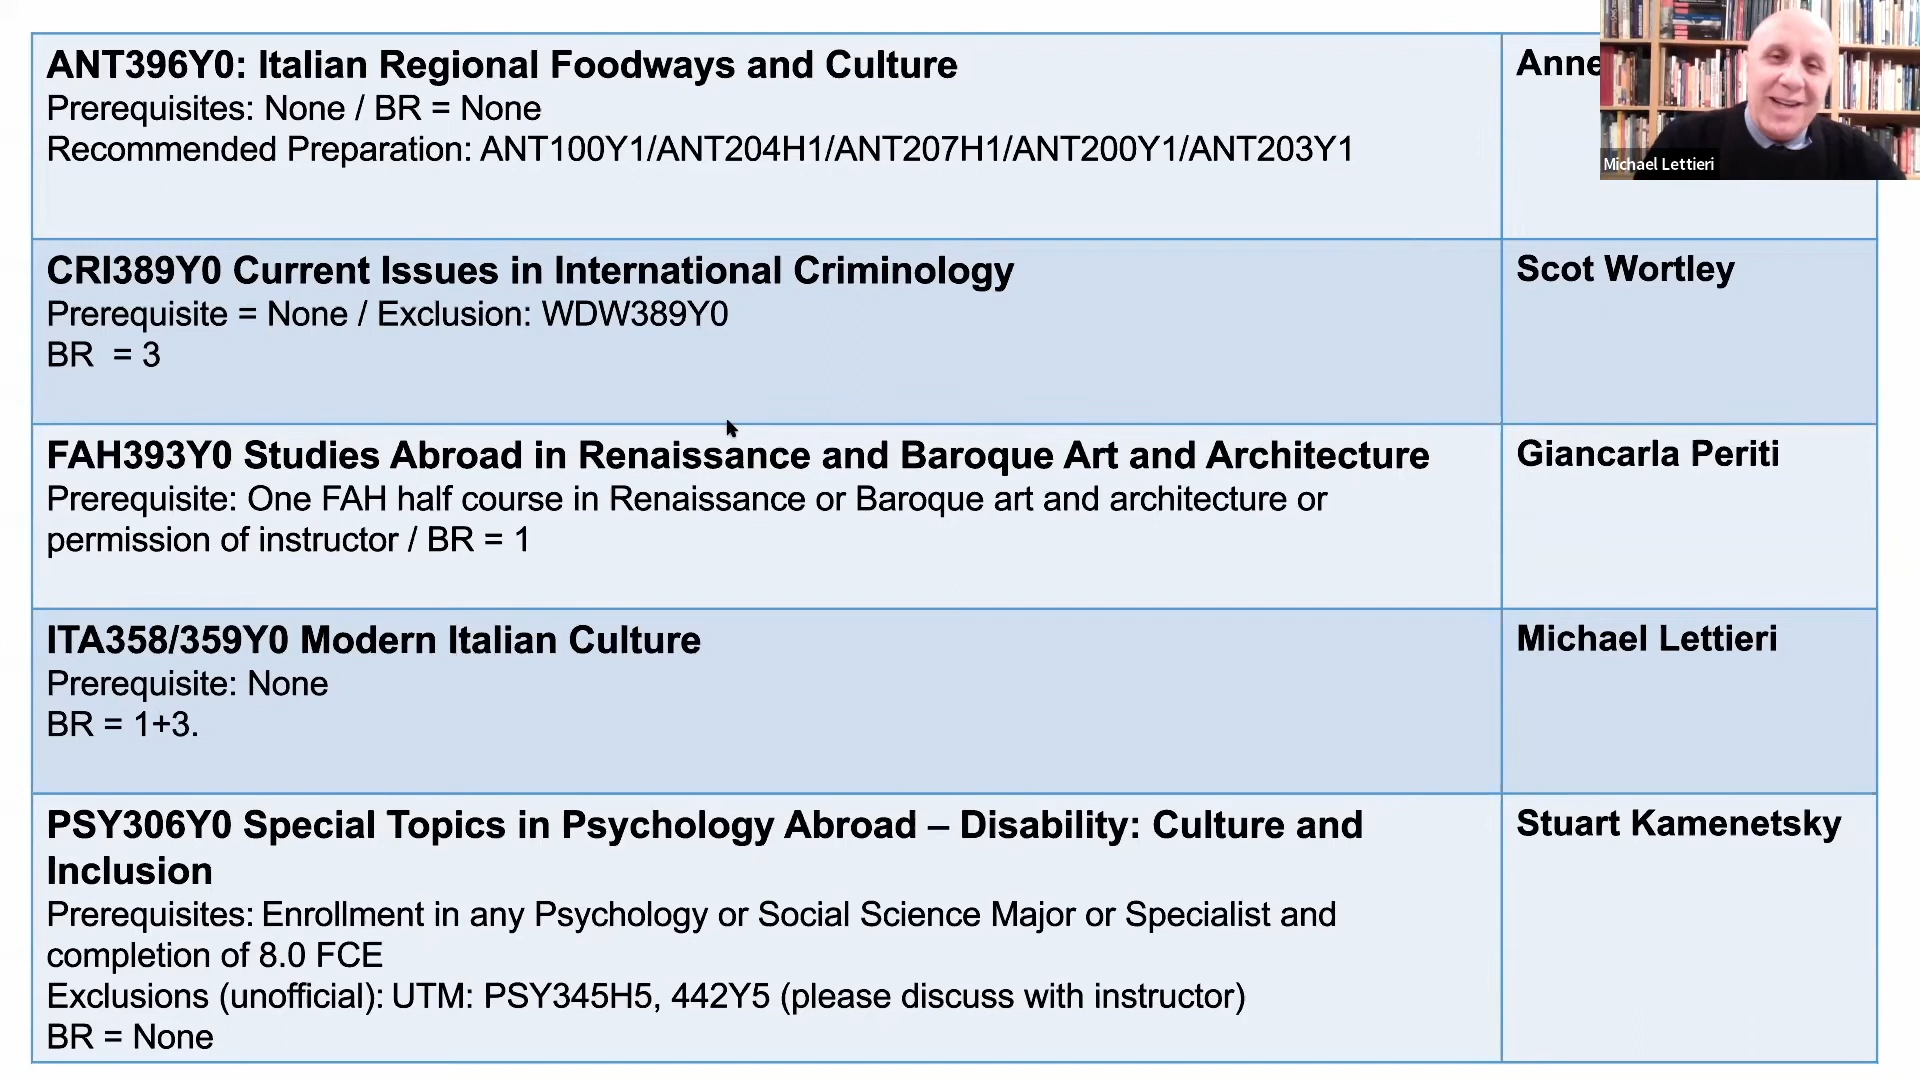 ANT396Y0: Italian Regional Foodways and Culture
Prerequisites: None / BR = None
Recommended Preparation: ANT100Y1/ANT204H1/ANT207H1/ANT200Y1/ANT203Y1
Anne
Michael Lettieri
CRI389Y0 Current Issues in International Criminology
Prerequisite = None / Exclusion: WDW389Y0
BR  = 3
Scot Wortley
FAH393Y0 Studies Abroad in Renaissance and Baroque Art and Architecture
Prerequisite: One FAH half course in Renaissance or Baroque art and architecture or
permission of instructor / BR = 1
Giancarla Periti
ITA358/359Y0 Modern Italian Culture
Prerequisite: None
BR = 1+3.
Michael Lettieri
PSY306Y0 Special Topics in Psychology Abroad – Disability: Culture and
Inclusion
Prerequisites: Enrollment in any Psychology or Social Science Major or Specialist and
completion of 8.0 FCE
Exclusions (unofficial): UTM: PSY345H5, 442Y5 (please discuss with instructor)
BR = None
Stuart Kamenetsky